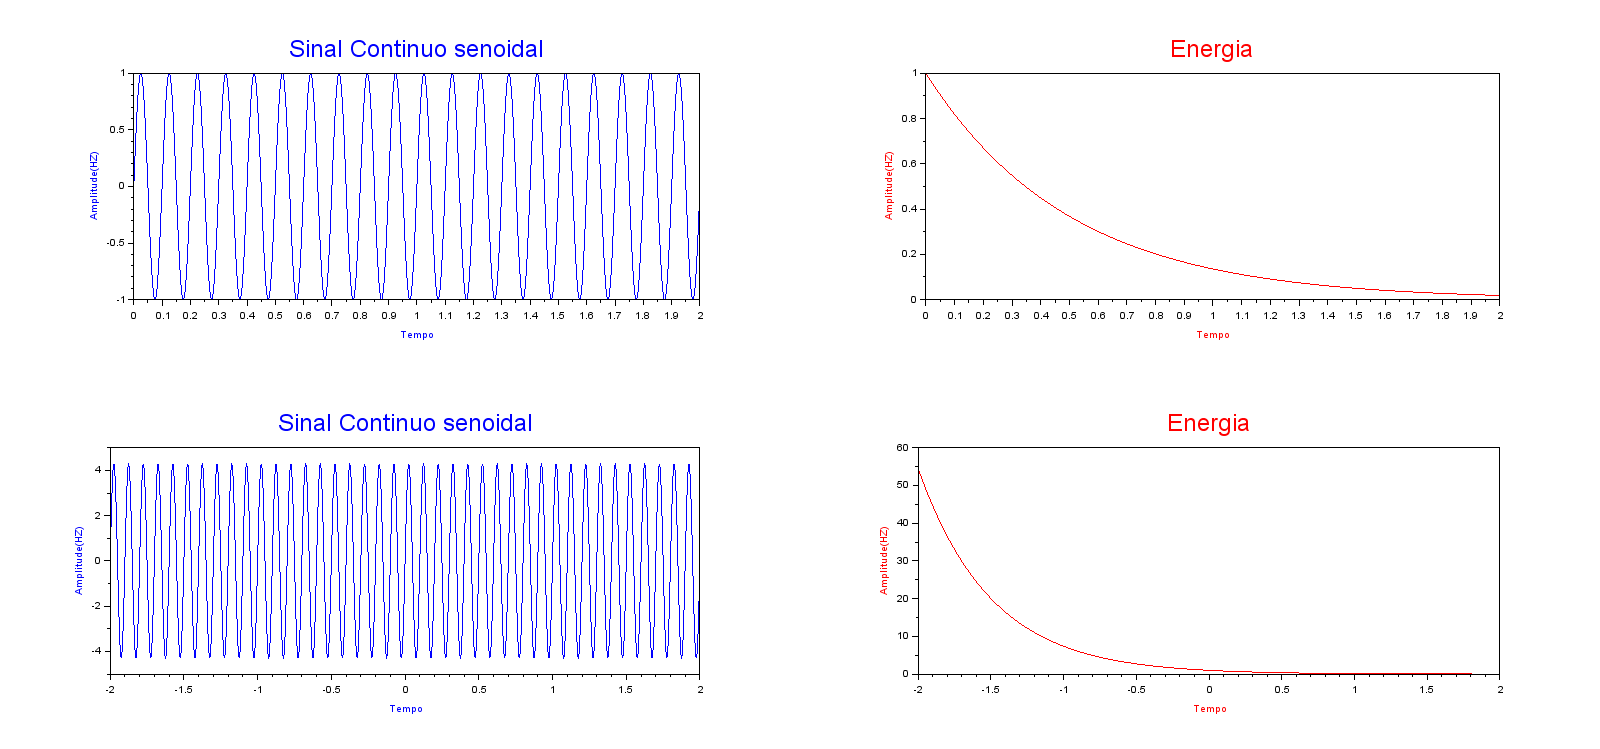 Sinal Continuo senoidal
Energia
1
0.5
0
-0.5
-1
Amplitude(HZ)
0 0.1 0.2 0.3 0.4 0.5 0.6 0.7 0.8 0.9 1 1.1 1.2 1.3 1.4 1.5 1.6 1.7 1.8 1.9 2
Tempo
1
0.8
0.6
0.4
0.2
0
Amplitude(HZ)
0 0.1 0.2 0.3 0.4 0.5 0.6 0.7 0.8 0.9 1 1.1 1.2 1.3 1.4 1.5 1.6 1.7 1.8 1.9 2
Tempo
Sinal Continuo senoidal
Energia
4
2
0
-2
-4
Amplitude(HZ)
-2 -1.5 -1 -0.5 0 0.5 1 1.5 2
Tempo
60
50
40
30
20
10
0
Amplitude(HZ)
-2 -1.5 -1 -0.5 0 0.5 1 1.5 2
Tempo